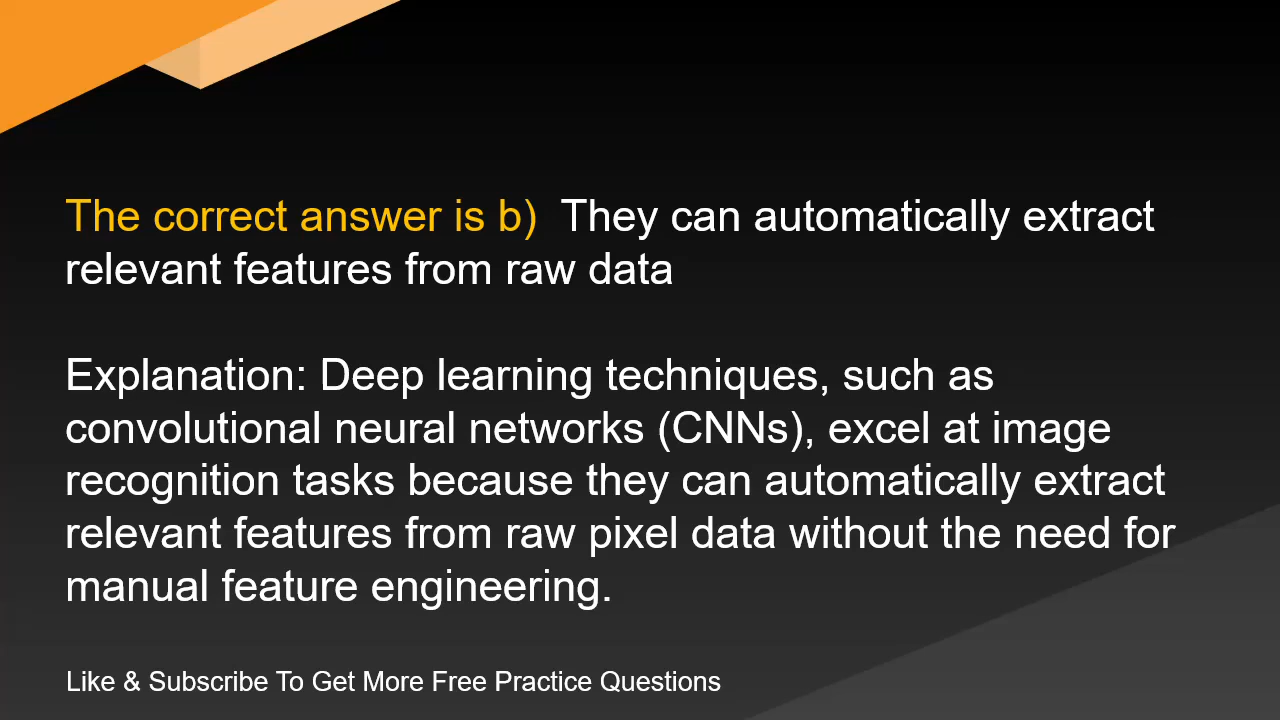 The correct answer is b)  They can automatically extract
relevant features from raw data
Explanation: Deep learning techniques, such as
convolutional neural networks (CNNs), excel at image
recognition tasks because they can automatically extract
relevant features from raw pixel data without the need for
manual feature engineering.
Like & Subscribe To Get More Free Practice Questions